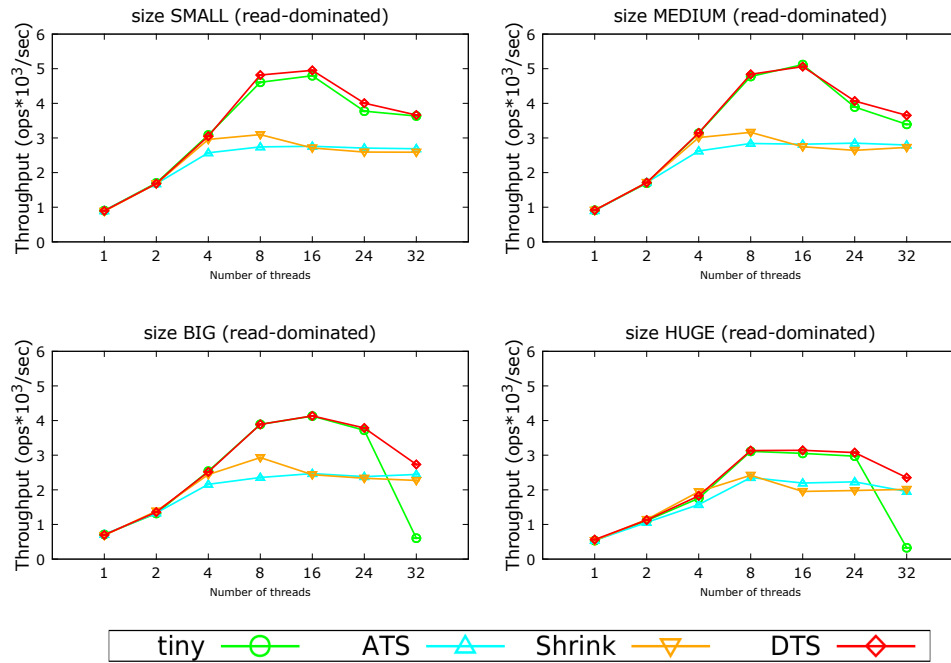 size SMALL (read-dominated)
Throughput (ops*10^3/sec)
6
5
4
3
2
1
0
1 2 4 8 16 24 32
Number of threads
size MEDIUM (read-dominated)
Throughput (ops*10^3/sec)
6
5
4
3
2
1
0
1 2 4 8 16 24 32
Number of threads
size BIG (read-dominated)
Throughput (ops*10^3/sec)
6
5
4
3
2
1
0
1 2 4 8 16 24 32
Number of threads
size HUGE (read-dominated)
Throughput (ops*10^3/sec)
6
5
4
3
2
1
0
1 2 4 8 16 24 32
Number of threads
tiny ATS Shrink DTS